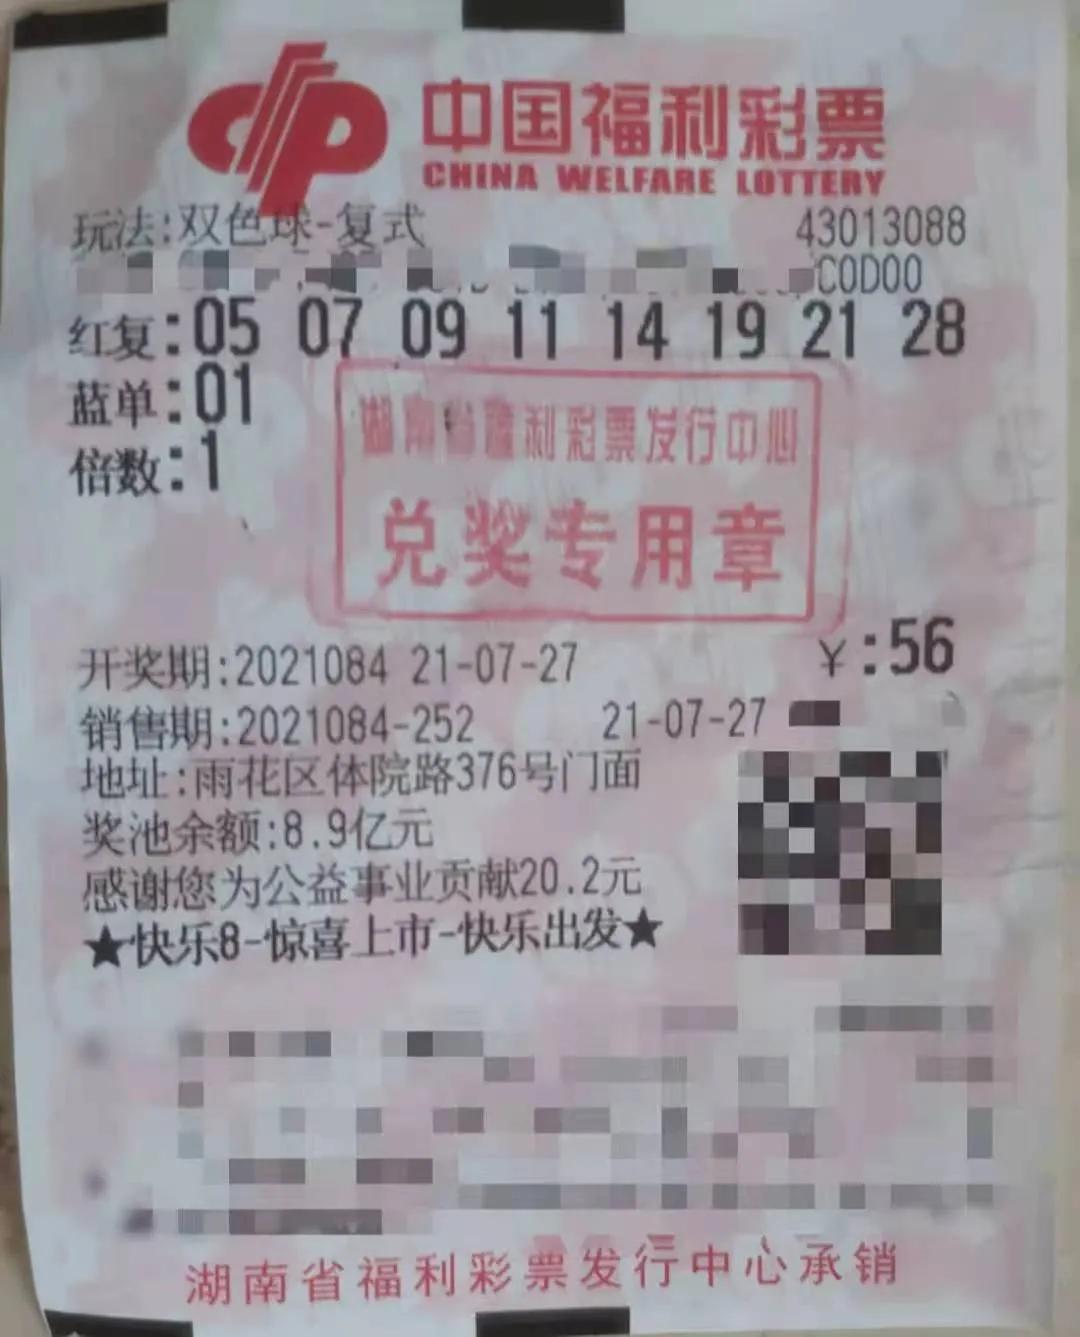 中国福利彩票
CHINA WELFARE LOTTERY
玩法:双色球-复式 43013088
C0D00
红复:05 07 09 11 14 19 21 28
蓝单:01
倍数:1
湖南省福利彩票发行中心
兑奖专用章
开奖期:2021084 21-07-27 ￥:56
销售期:2021084-252 21-07-27
地址:雨花区体院路376号门面
奖池余额:8.9亿元
感谢您为公益事业贡献20.2元
★快乐8-惊喜上市-快乐出发★
湖南省福利彩票发行中心承销